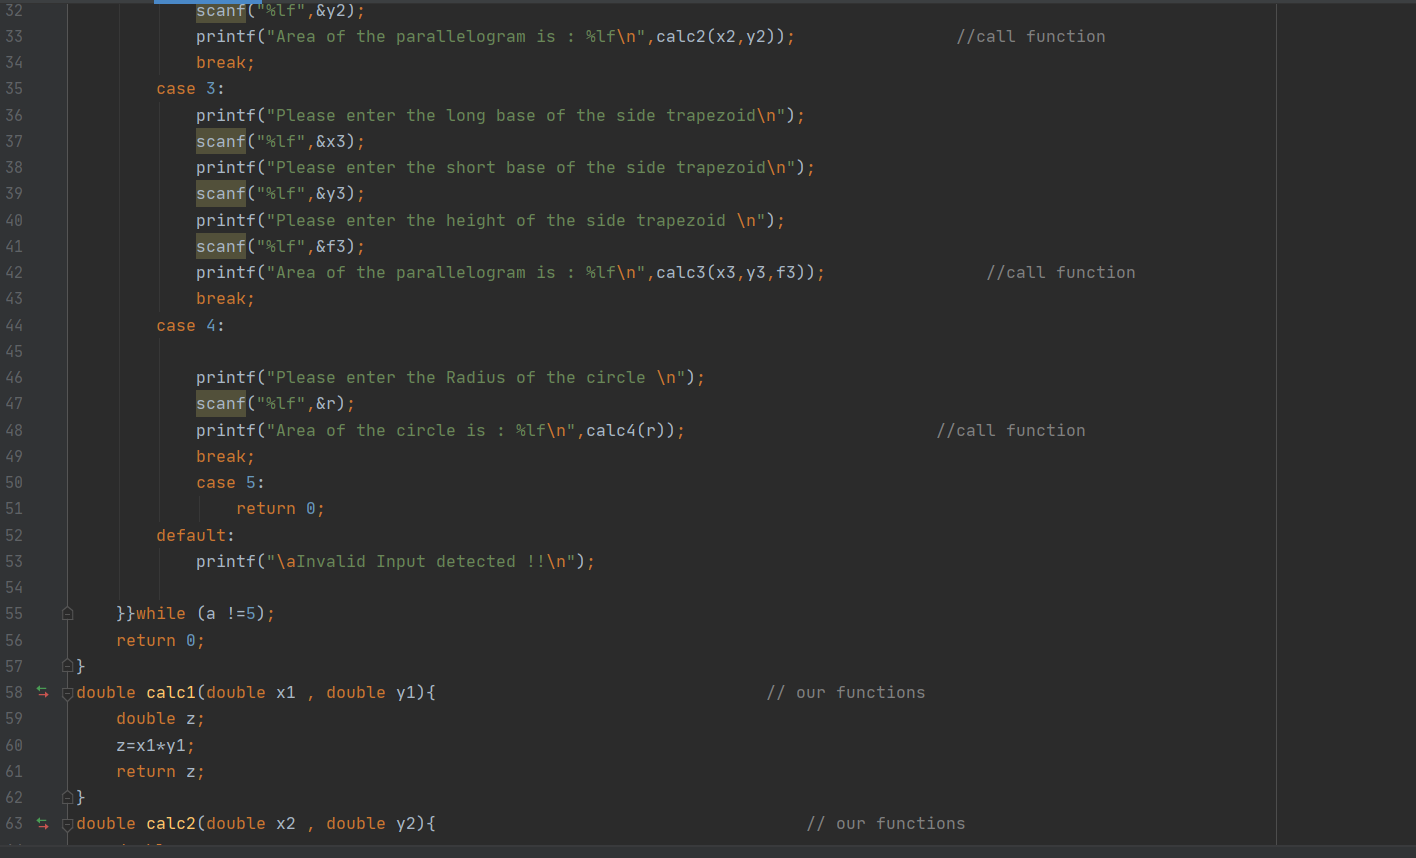 32 scanf("%lf",&y2);
33 printf("Area of the parallelogram is : %lf\n",calc2(x2,y2)); //call function
34 break;
35 case 3:
36 printf("Please enter the long base of the side trapezoid\n");
37 scanf("%lf",&x3);
38 printf("Please enter the short base of the side trapezoid\n");
39 scanf("%lf",&y3);
40 printf("Please enter the height of the side trapezoid \n");
41 scanf("%lf",&f3);
42 printf("Area of the parallelogram is : %lf\n",calc3(x3,y3,f3)); //call function
43 break;
44 case 4:
45
46 printf("Please enter the Radius of the circle \n");
47 scanf("%lf",&r);
48 printf("Area of the circle is : %lf\n",calc4(r)); //call function
49 break;
50 case 5:
51 return 0;
52 default:
53 printf("\aInvalid Input detected !!\n");
54
55 }}while (a !=5);
56 return 0;
57 }
58 double calc1(double x1 , double y1){ // our functions
59 double z;
60 z=x1*y1;
61 return z;
62 }
63 double calc2(double x2 , double y2){ // our functions